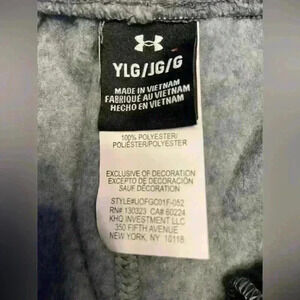 YLG/JG/G
MADE IN VIETNAM
FABRIQUÉ AU VIETNAM
HECHO EN VIETNAM
100% POLYESTER/
POLIÉSTER/POLYESTER
EXCLUSIVE OF DECORATION
EXCEPTO DE DECORACIÓN
SAUF DÉCORATION
STYLE#UOFGC01F-052
RN# 130323 CA# 60224
KHQ INVESTMENT LLC
350 FIFTH AVENUE
NEW YORK, NY 10118